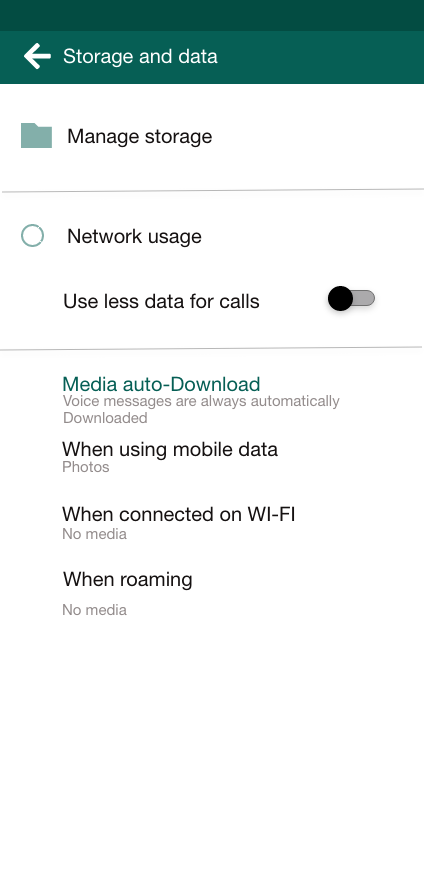 Storage and data
Manage storage
Network usage
Use less data for calls
Media auto-Download
Voice messages are always automatically
Downloaded
When using mobile data
Photos
When connected on WI-FI
No media
When roaming
No media